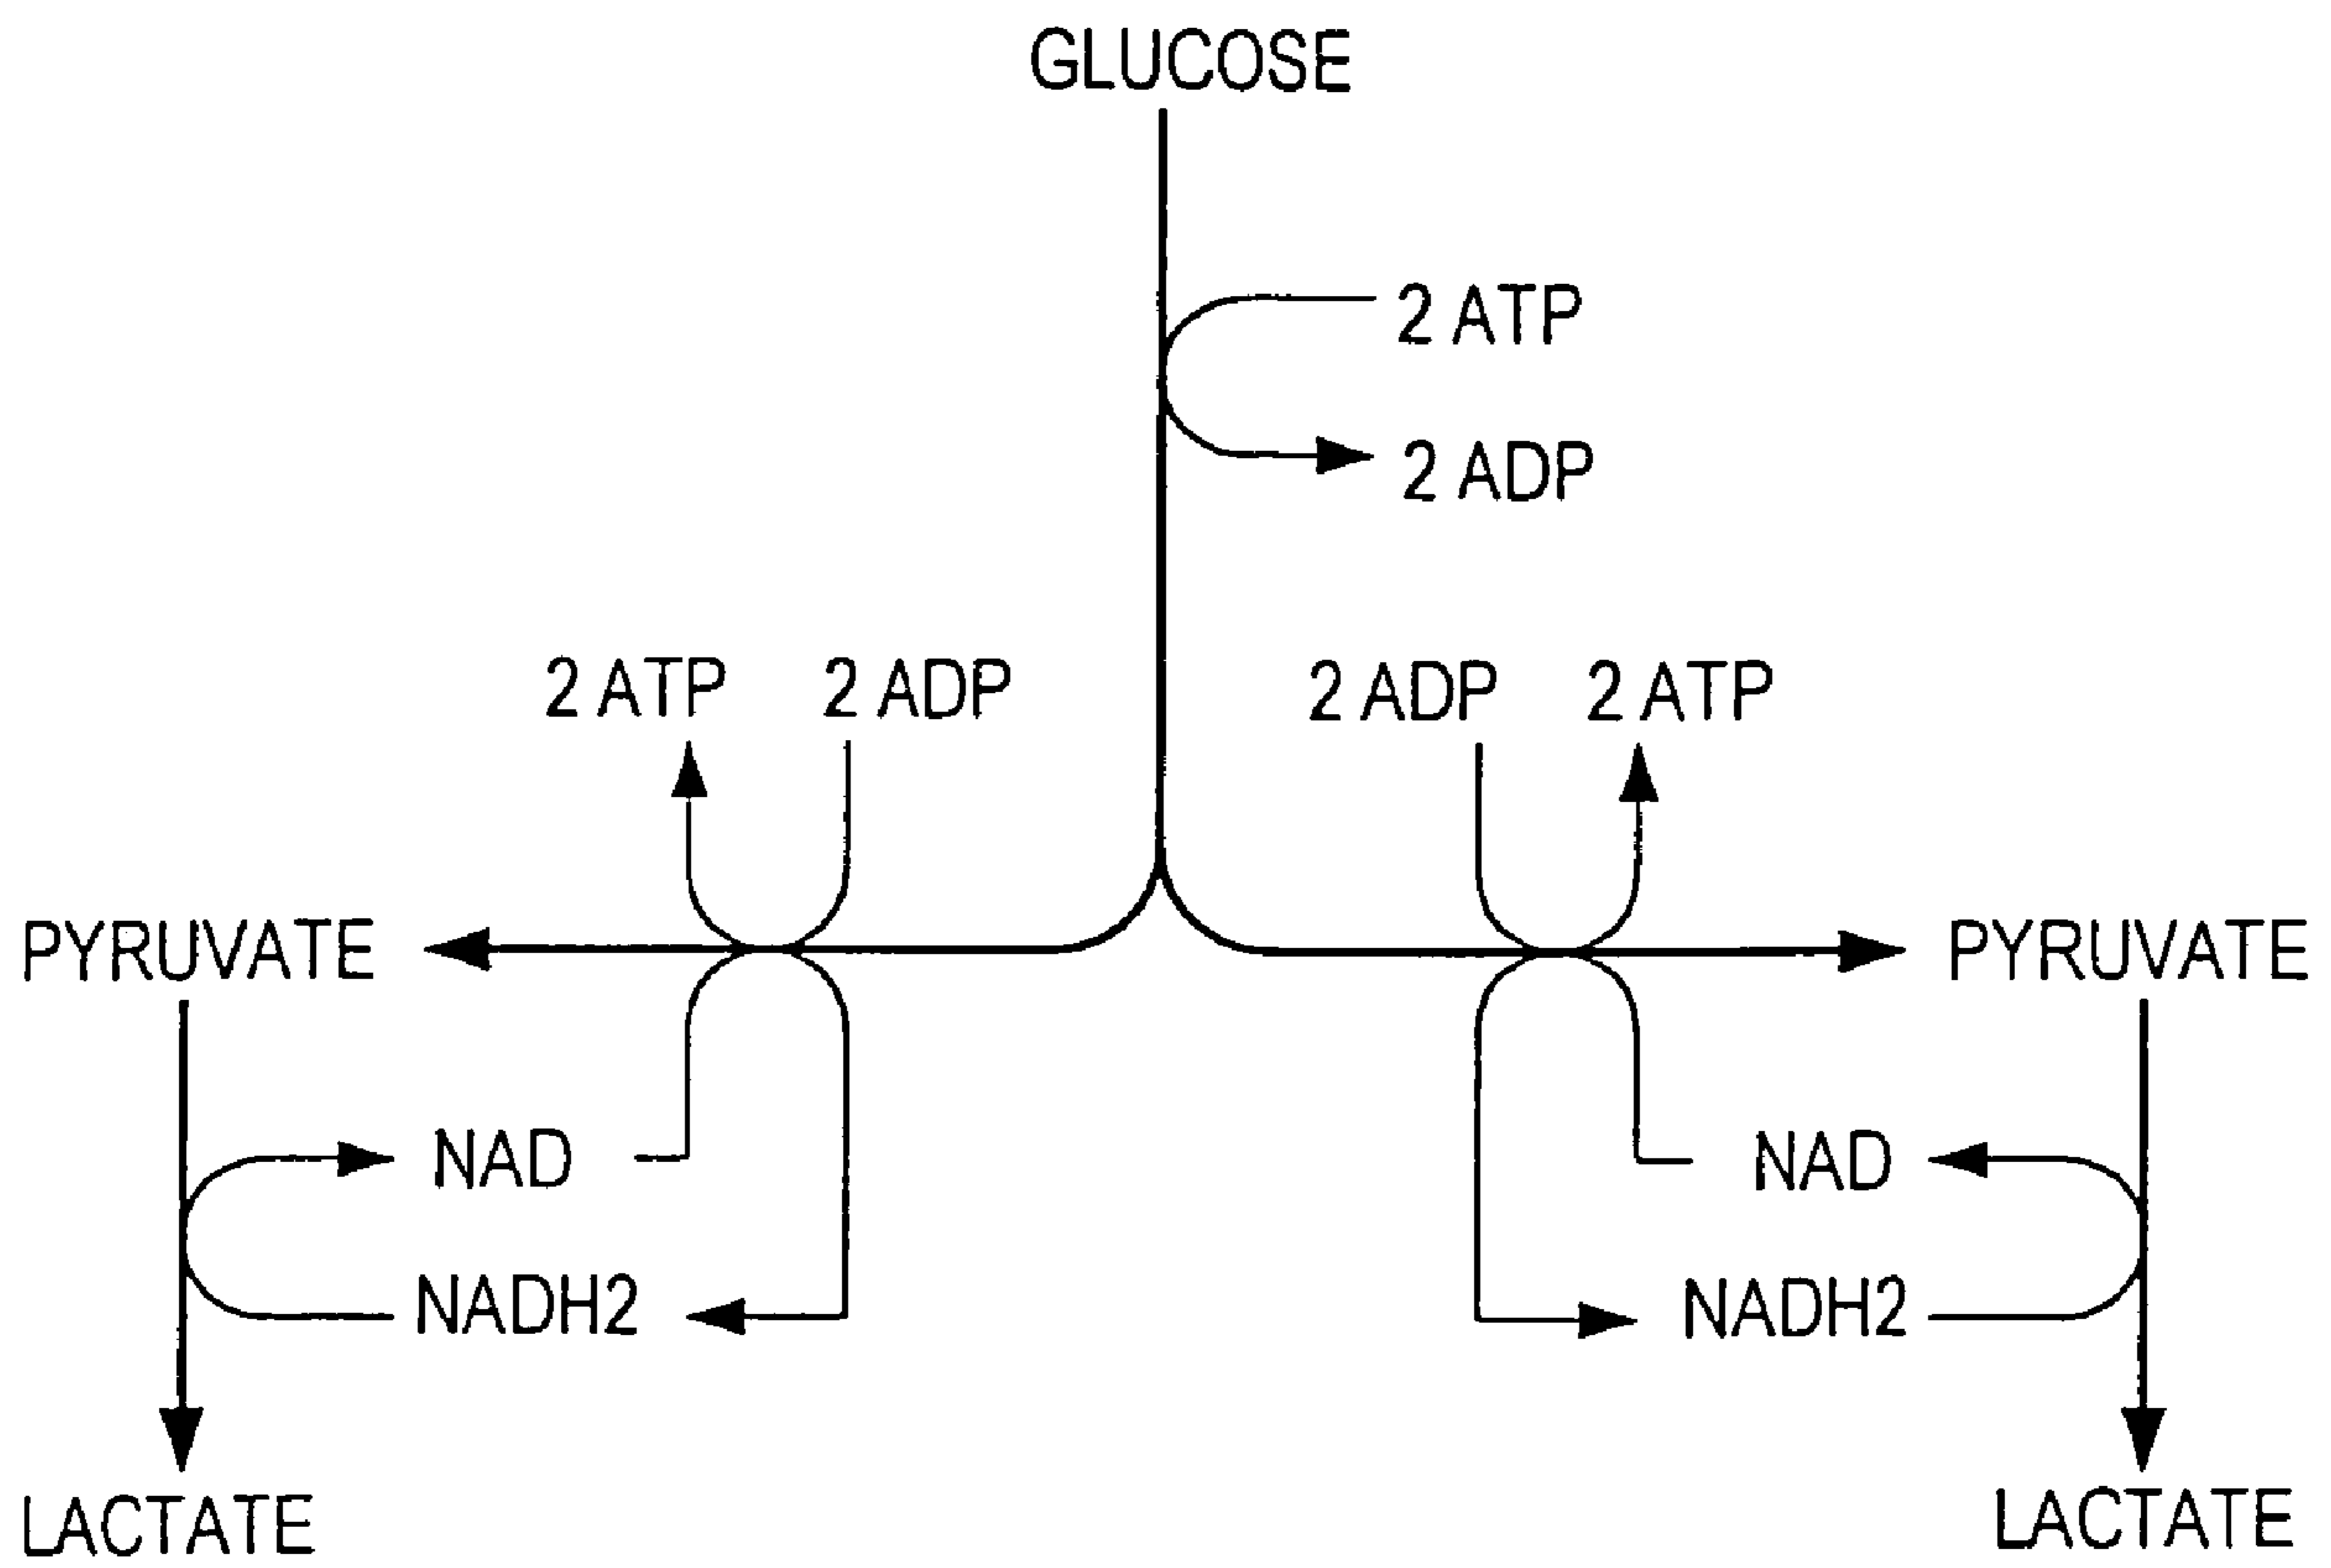 GLUCOSE
2 ATP
2 ADP
2 ATP 2 ADP 2 ADP 2 ATP
PYRUVATE PYRUVATE
NAD NAD
NADH2 NADH2
LACTATE LACTATE